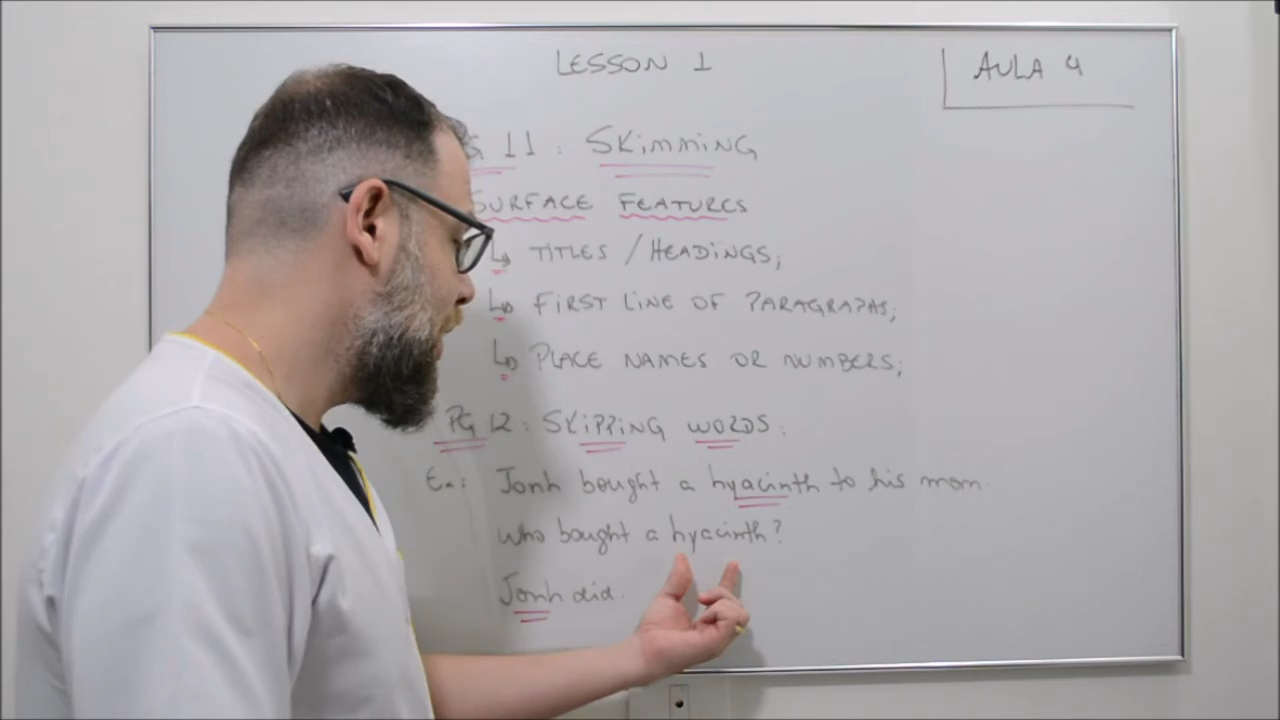 LESSON 1
AULA 4
PG 11: SKIMMING
SURFACE FEATURES
↳ TITLES / HEADINGS;
↳ FIRST LINE OF PARAGRAPHS;
↳ PLACE NAMES OR NUMBERS;
PG 12: SKIPPING WORDS:
Ex: Jonh bought a hyacinth to his mom.
Who bought a hyacinth?
Jonh did.